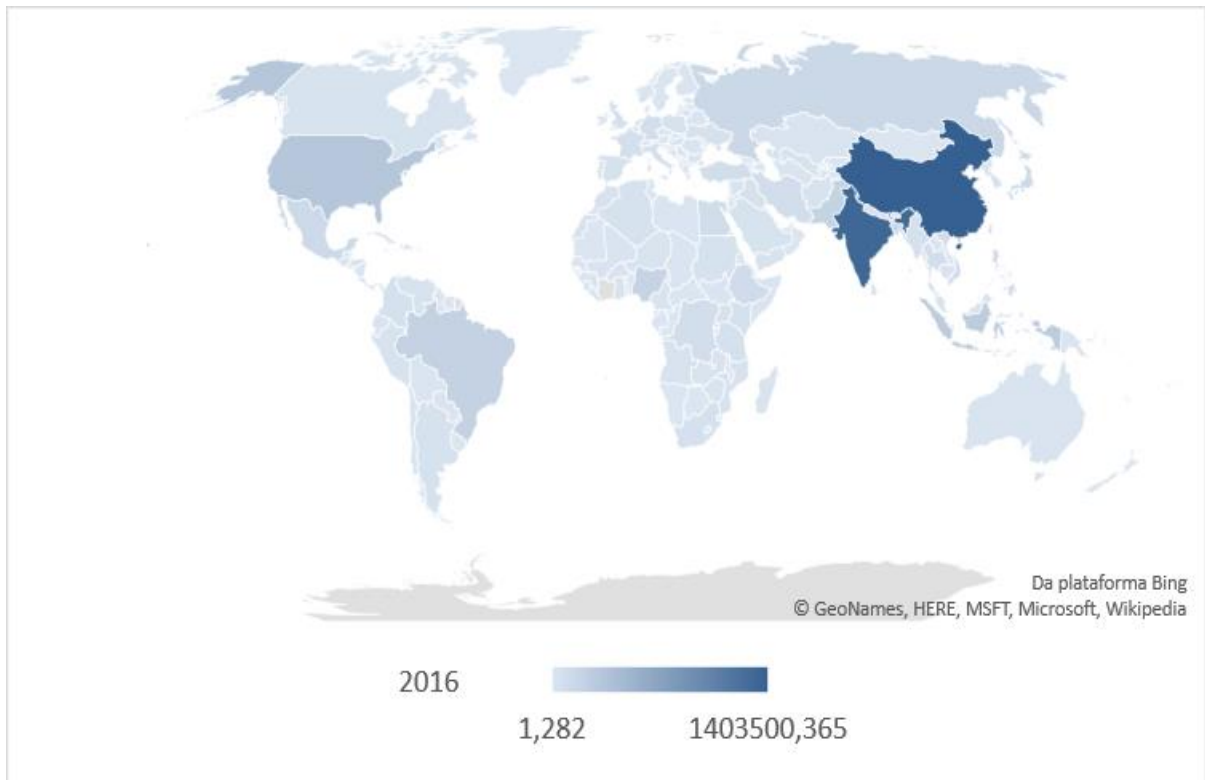 Da plataforma Bing
© GeoNames, HERE, MSFT, Microsoft, Wikipedia
2016
1,282 1403500,365